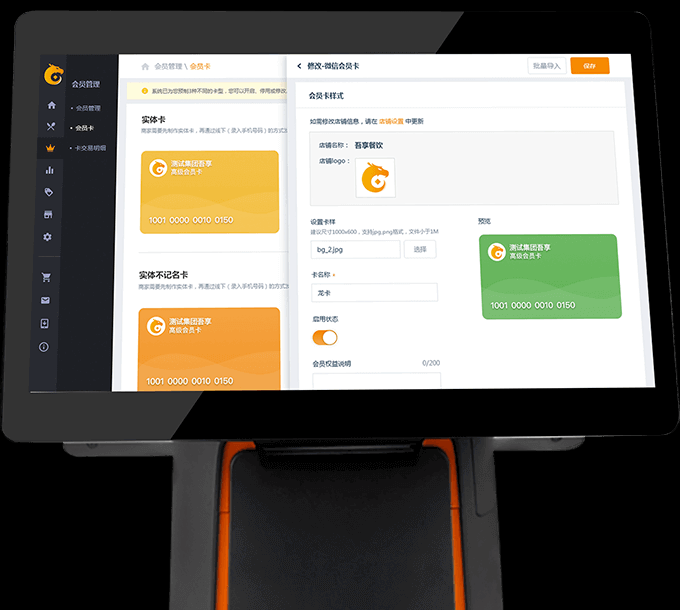 会员管理
• 会员管理
• 会员卡
• 卡交易明细
会员管理 \ 会员卡
系统已为您预制3种不同的卡型，您可以开启、停用或修改
实体卡
商家需要先制作实体卡，再通过线下（录入手机号码）的方式
测试集团吾享
高级会员卡
1001 0000 0010 0150
实体不记名卡
商家需要先制作实体卡，再通过线下（录入手机号码）的方式
测试集团吾享
高级会员卡
1001 0000 0010 0150
修改-微信会员卡
批量导入
保存
会员卡样式
如需修改店铺信息，请在 店铺设置 中更新
店铺名称： 吾享餐饮
店铺logo：
设置卡样
建议尺寸1000x600，支持jpg,png格式，文件小于1M
bg_2.jpg
选择
卡名称
龙卡
启用状态
会员权益说明 0/200
预览
测试集团吾享
高级会员卡
1001 0000 0010 0150